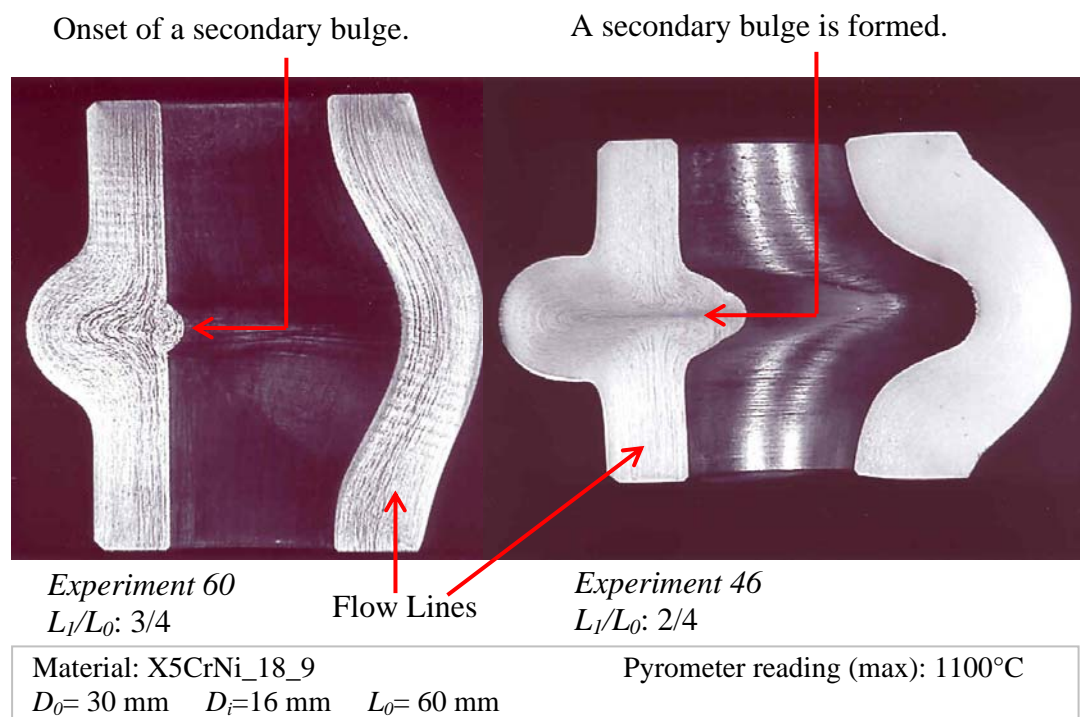 Onset of a secondary bulge.
A secondary bulge is formed.
Experiment 60
L1/L0: 3/4
Flow Lines
Experiment 46
L1/L0: 2/4
Material: X5CrNi_18_9 Pyrometer reading (max): 1100°C
D0= 30 mm Di=16 mm L0= 60 mm